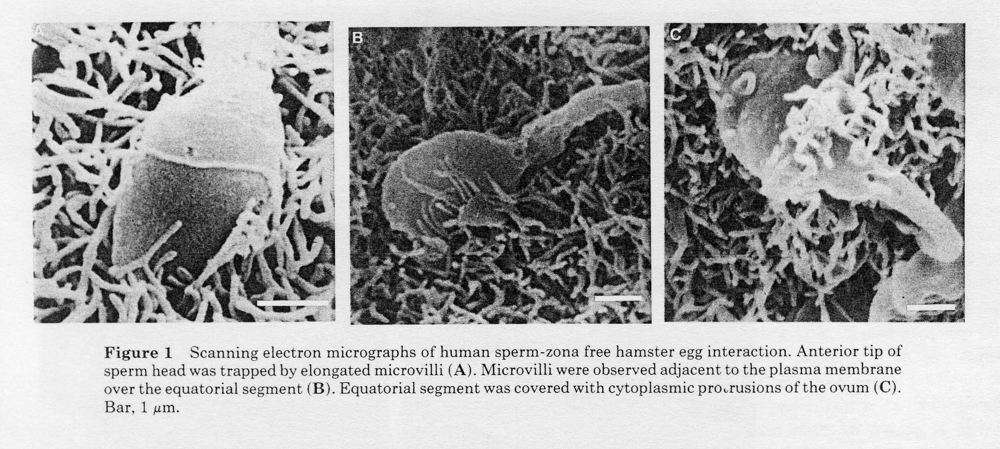 A
B
C
Figure 1 Scanning electron micrographs of human sperm-zona free hamster egg interaction. Anterior tip of
sperm head was trapped by elongated microvilli (A). Microvilli were observed adjacent to the plasma membrane
over the equatorial segment (B). Equatorial segment was covered with cytoplasmic protrusions of the ovum (C).
Bar, 1 μm.